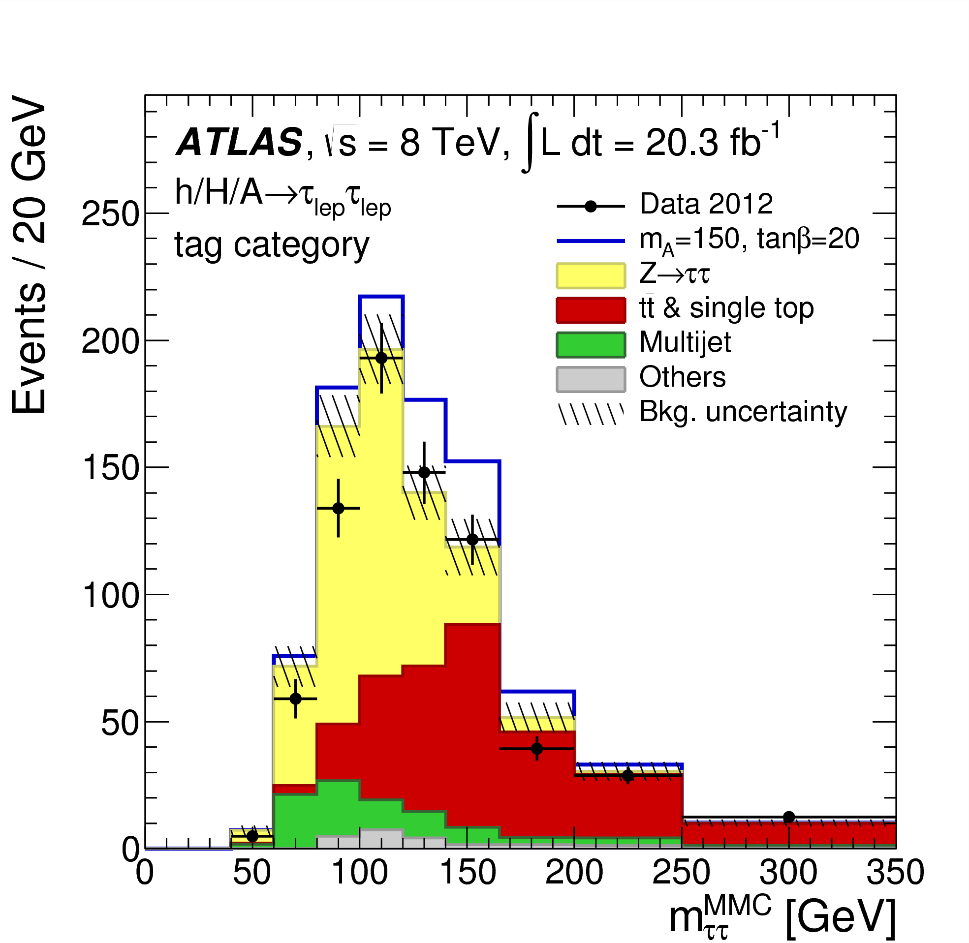 ATLAS, √s = 8 TeV, ∫L dt = 20.3 fb⁻¹
h/H/A→τlepτlep
tag category
Data 2012
mA=150, tanβ=20
Z→ττ
tt̄ & single top
Multijet
Others
Bkg. uncertainty
Events / 20 GeV
250
200
150
100
50
0
0 50 100 150 200 250 300 350
mττMMC [GeV]